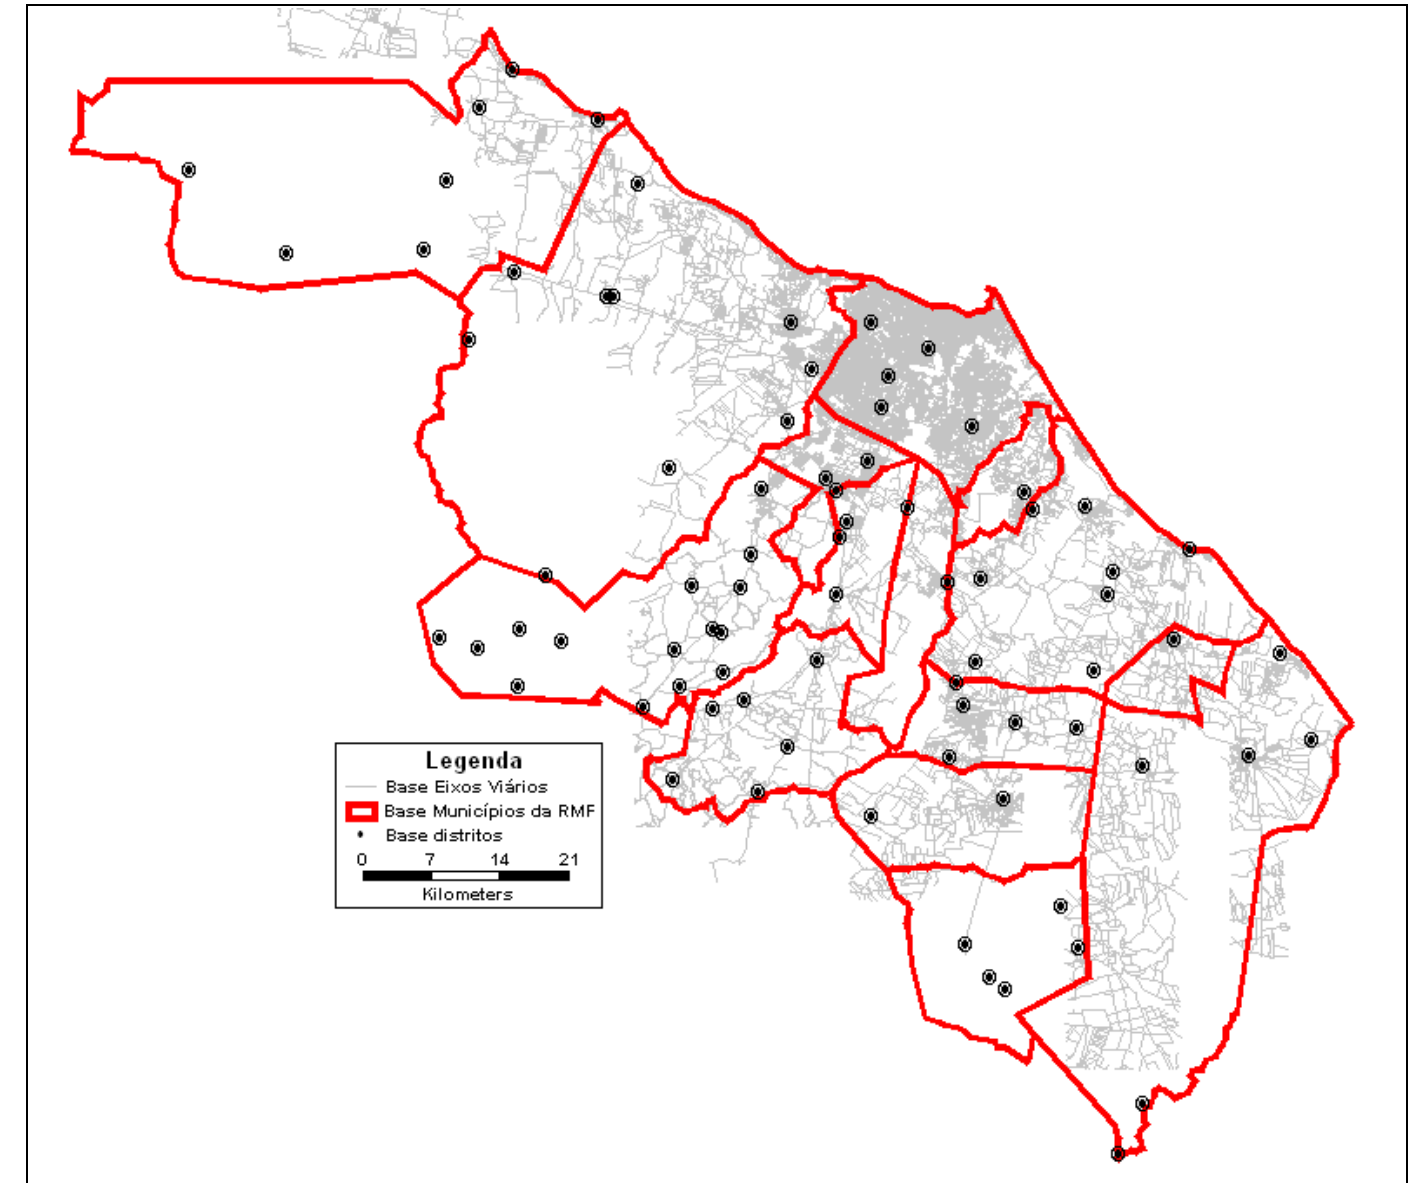 Legenda
Base Eixos Viários
Base Municípios da RMF
Base distritos
0 7 14 21
Kilometers